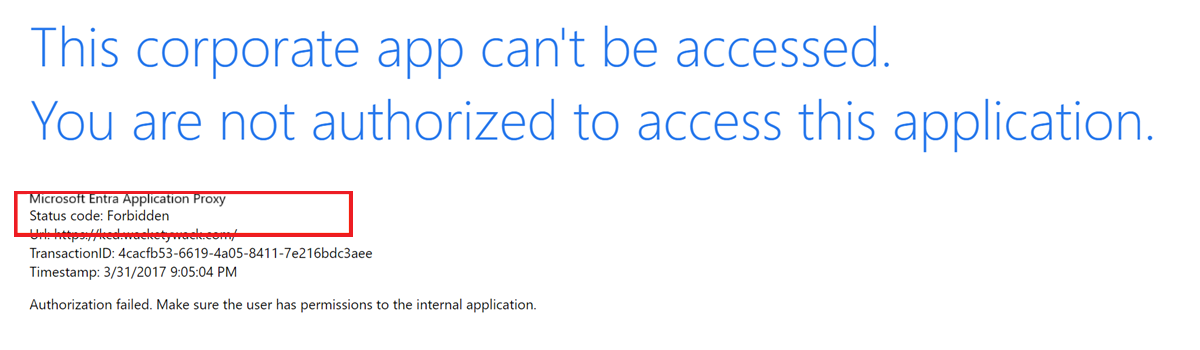 This corporate app can't be accessed.
You are not authorized to access this application.
Microsoft Entra Application Proxy
Status code: Forbidden
Url: https://kcd.wacketywack.com/
TransactionID: 4cacfb53-6619-4a05-8411-7e216bdc3aee
Timestamp: 3/31/2017 9:05:04 PM
Authorization failed. Make sure the user has permissions to the internal application.